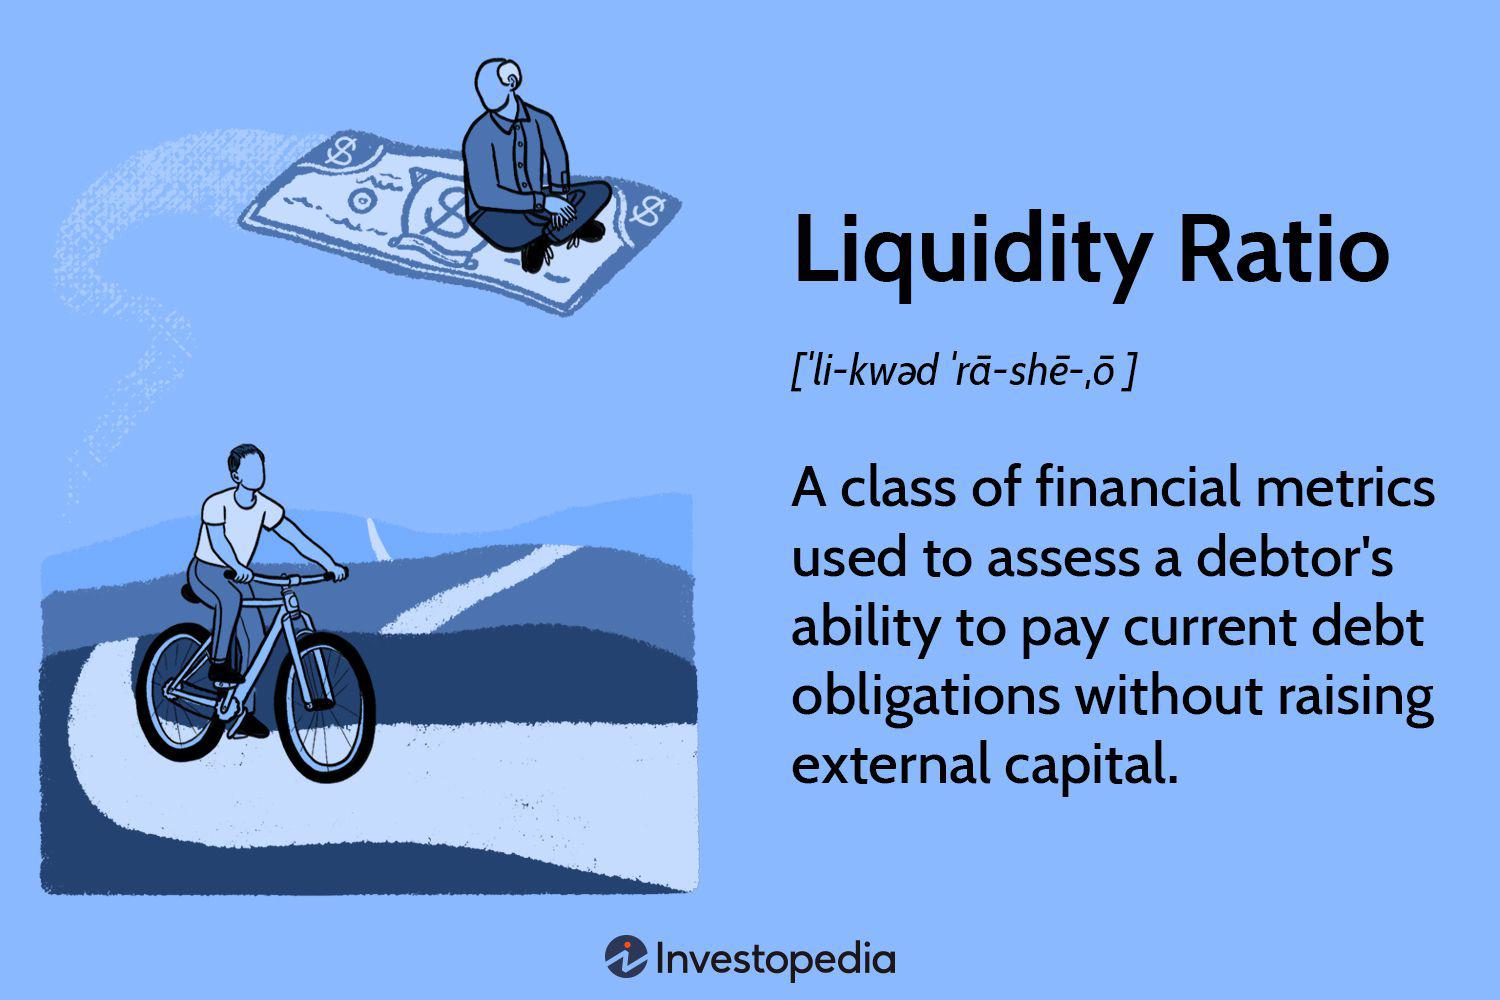 $
$
$
Liquidity Ratio
[ˈli-kwəd ˈrā-shē-ˌō ]
A class of financial metrics
used to assess a debtor's
ability to pay current debt
obligations without raising
external capital.
Investopedia